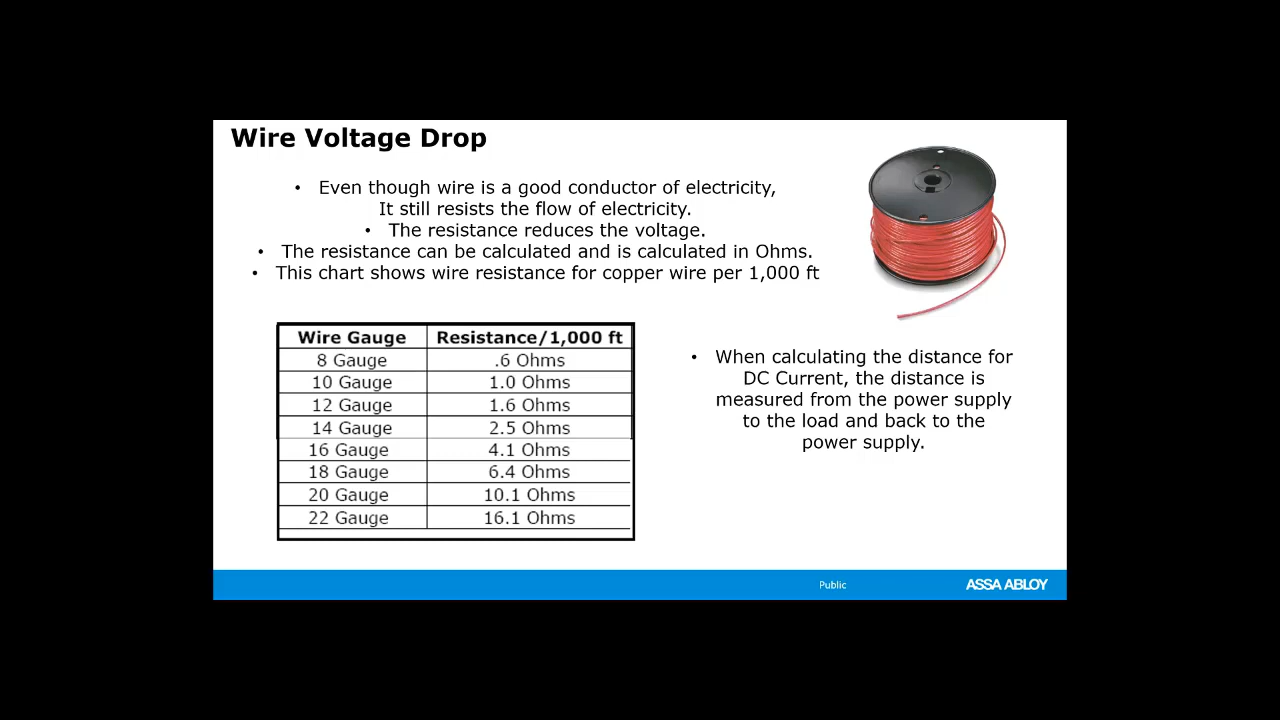 Wire Voltage Drop
• Even though wire is a good conductor of electricity,
It still resists the flow of electricity.
• The resistance reduces the voltage.
• The resistance can be calculated and is calculated in Ohms.
• This chart shows wire resistance for copper wire per 1,000 ft
Wire Gauge Resistance/1,000 ft
8 Gauge .6 Ohms
10 Gauge 1.0 Ohms
12 Gauge 1.6 Ohms
14 Gauge 2.5 Ohms
16 Gauge 4.1 Ohms
18 Gauge 6.4 Ohms
20 Gauge 10.1 Ohms
22 Gauge 16.1 Ohms
• When calculating the distance for
DC Current, the distance is
measured from the power supply
to the load and back to the
power supply.
Public
ASSA ABLOY